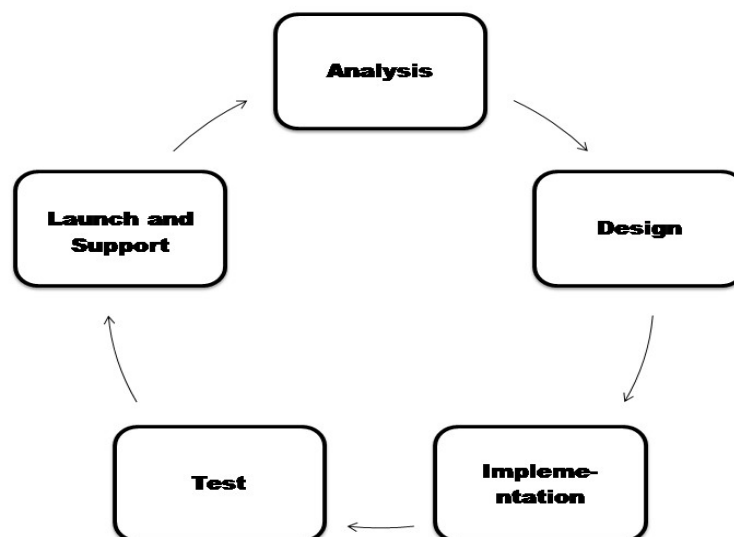 Analysis
Launch and
Support
Design
Test
Impleme-
ntation